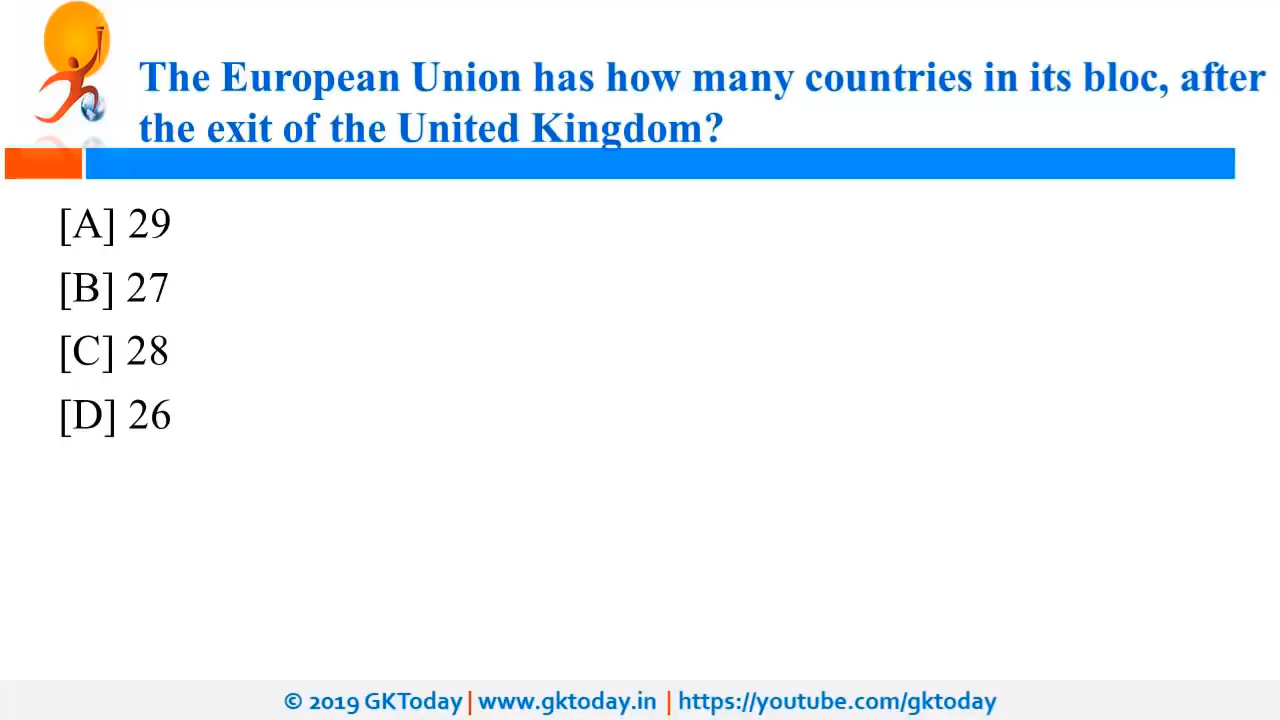 The European Union has how many countries in its bloc, after
the exit of the United Kingdom?
[A] 29
[B] 27
[C] 28
[D] 26
© 2019 GKToday | www.gktoday.in | https://youtube.com/gktoday